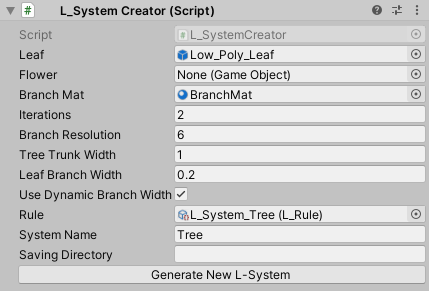 # L_System Creator (Script)
Script # L_SystemCreator
Leaf Low_Poly_Leaf
Flower None (Game Object)
Branch Mat BranchMat
Iterations 2
Branch Resolution 6
Tree Trunk Width 1
Leaf Branch Width 0.2
Use Dynamic Branch Width
Rule L_System_Tree (L_Rule)
System Name Tree
Saving Directory
Generate New L-System